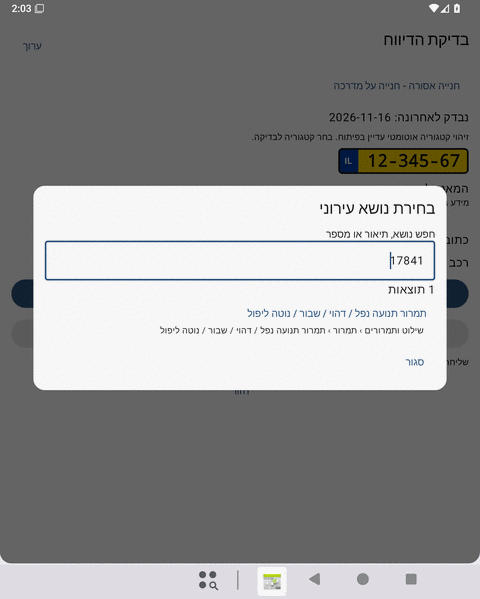 2:03
בדיקת הדיווח
ערוך
חנייה אסורה - חנייה על מדרכה
נבדק לאחרונה: 2026-11-16
זיהוי קטגוריה אוטומטי עדיין בפיתוח. בחר קטגוריה לבדיקה.
IL 12-345-67
מידע
בחירת נושא עירוני
חפש נושא, תיאור או מספר
17841
1 תוצאות
תמרור תנועה נפל / דהוי / שבור / נוטה ליפול
שילוט ותמרורים › תמרור › תמרור תנועה נפל / דהוי / שבור / נוטה ליפול
סגור
רכב